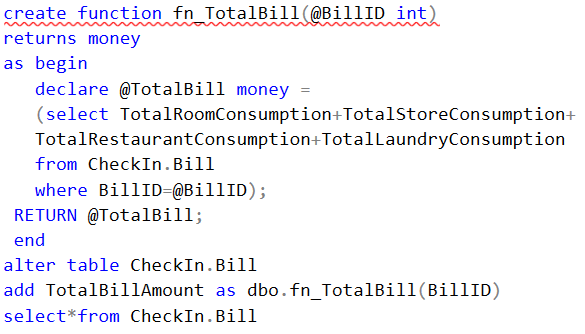 create function fn_TotalBill(@BillID int)
returns money
as begin
declare @TotalBill money =
(select TotalRoomConsumption+TotalStoreConsumption+
TotalRestaurantConsumption+TotalLaundryConsumption
from CheckIn.Bill
where BillID=@BillID);
RETURN @TotalBill;
end
alter table CheckIn.Bill
add TotalBillAmount as dbo.fn_TotalBill(BillID)
select*from CheckIn.Bill